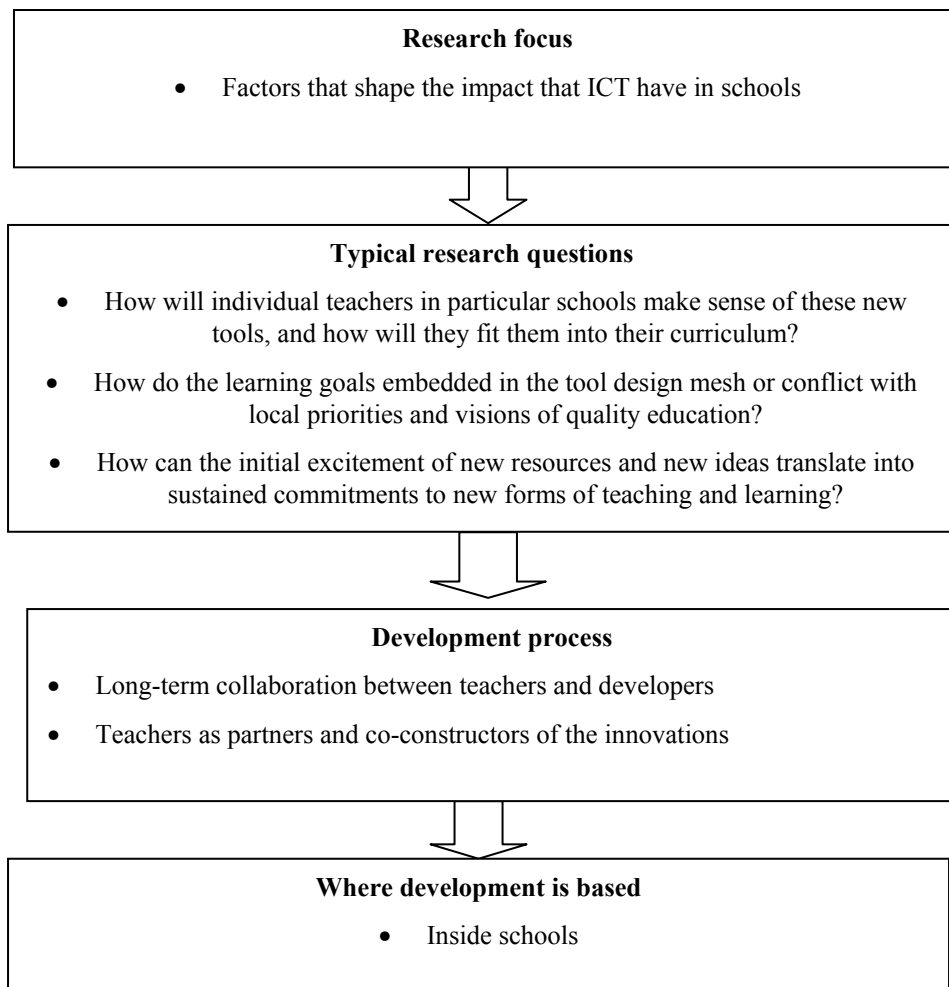 Research focus
• Factors that shape the impact that ICT have in schools
Typical research questions
• How will individual teachers in particular schools make sense of these new
tools, and how will they fit them into their curriculum?
• How do the learning goals embedded in the tool design mesh or conflict with
local priorities and visions of quality education?
• How can the initial excitement of new resources and new ideas translate into
sustained commitments to new forms of teaching and learning?
Development process
• Long-term collaboration between teachers and developers
• Teachers as partners and co-constructors of the innovations
Where development is based
• Inside schools